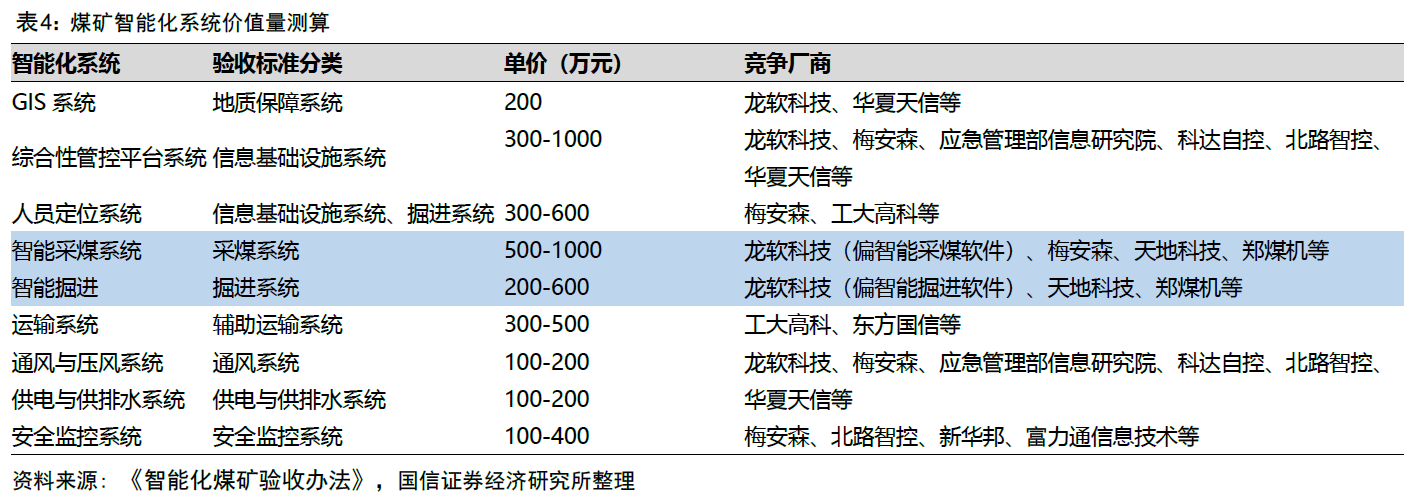 表4：煤矿智能化系统价值量测算
智能化系统 验收标准分类 单价（万元） 竞争厂商
GIS 系统 地质保障系统 200 龙软科技、华夏天信等
综合性管控平台系统 信息基础设施系统 300-1000 龙软科技、梅安森、应急管理部信息研究院、科达自控、北路智控、
华夏天信等
人员定位系统 信息基础设施系统、掘进系统 300-600 梅安森、工大高科等
智能采煤系统 采煤系统 500-1000 龙软科技（偏智能采煤软件）、梅安森、天地科技、郑煤机等
智能掘进 掘进系统 200-600 龙软科技（偏智能掘进软件）、天地科技、郑煤机等
运输系统 辅助运输系统 300-500 工大高科、东方国信等
通风与压风系统 通风系统 100-200 龙软科技、梅安森、应急管理部信息研究院、科达自控、北路智控、
供电与供排水系统 供电与供排水系统 100-200 华夏天信等
安全监控系统 安全监控系统 100-400 梅安森、北路智控、新华邦、富力通信息技术等
资料来源：《智能化煤矿验收办法》，国信证券经济研究所整理